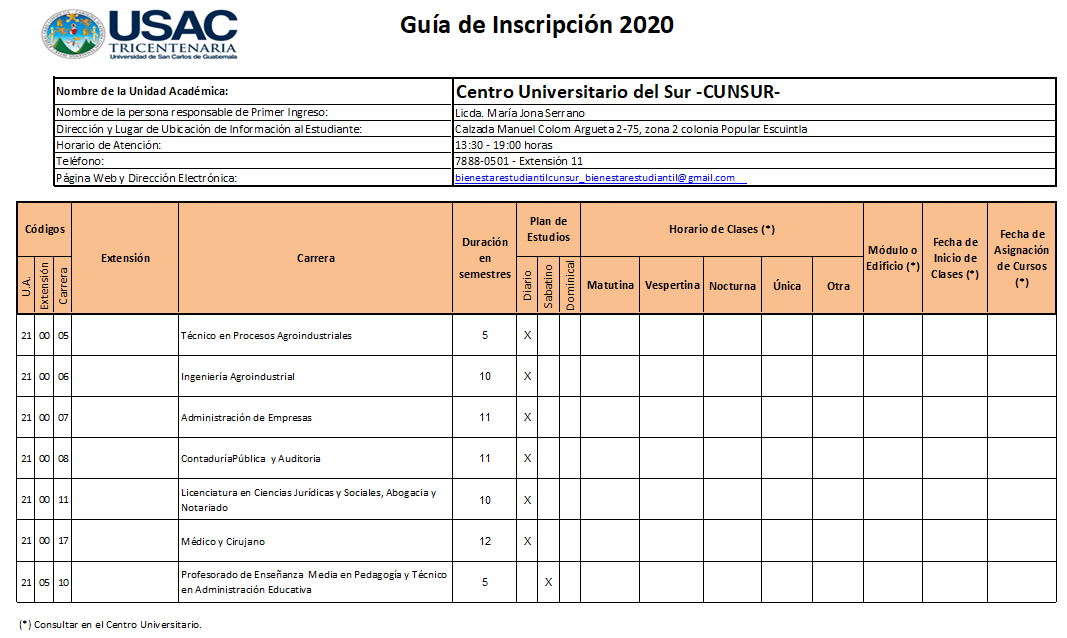 USAC
TRICENTENARIA
Universidad de San Carlos de Guatemala
Guía de Inscripción 2020
Nombre de la Unidad Académica: Centro Universitario del Sur -CUNSUR-
Nombre de la persona responsable de Primer Ingreso: Licda. María Jona Serrano
Dirección y Lugar de Ubicación de Información al Estudiante: Calzada Manuel Colom Argueta 2-75, zona 2 colonia Popular Escuintla
Horario de Atención: 13:30 - 19:00 horas
Teléfono: 7888-0501 - Extensión 11
Página Web y Dirección Electrónica: bienestarestudiantilcunsur_bienestarestudiantil@gmail.com
Códigos
U.A.
Extensión
Carrera
Extensión
Carrera
Duración
en
semestres
Plan de
Estudios
Diario
Sabatino
Dominical
Horario de Clases (*)
Matutina Vespertina Nocturna Única Otra
Módulo o
Edificio (*)
Fecha de
Inicio de
Clases (*)
Fecha de
Asignación
de Cursos
(*)
21 00 05 Técnico en Procesos Agroindustriales 5 X
21 00 06 Ingeniería Agroindustrial 10 X
21 00 07 Administración de Empresas 11 X
21 00 08 ContaduríaPública y Auditoria 11 X
21 00 11 Licenciatura en Ciencias Jurídicas y Sociales, Abogacia y
Notariado 10 X
21 00 17 Médico y Cirujano 12 X
21 05 10 Profesorado de Enseñanza Media en Pedagogía y Técnico
en Administración Educativa 5 X
(*) Consultar en el Centro Universitario.